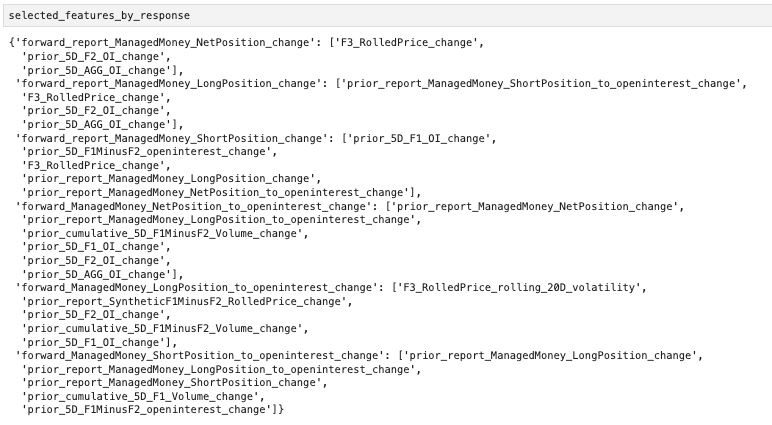 selected_features_by_response
{'forward_report_ManagedMoney_NetPosition_change': ['F3_RolledPrice_change',
'prior_5D_F2_OI_change',
'prior_5D_AGG_OI_change'],
'forward_report_ManagedMoney_LongPosition_change': ['prior_report_ManagedMoney_ShortPosition_to_openinterest_change',
'F3_RolledPrice_change',
'prior_5D_F2_OI_change',
'prior_5D_AGG_OI_change'],
'forward_report_ManagedMoney_ShortPosition_change': ['prior_5D_F1_OI_change',
'prior_5D_F1MinusF2_openinterest_change',
'F3_RolledPrice_change',
'prior_report_ManagedMoney_LongPosition_change',
'prior_report_ManagedMoney_NetPosition_to_openinterest_change'],
'forward_ManagedMoney_NetPosition_to_openinterest_change': ['prior_report_ManagedMoney_NetPosition_change',
'prior_report_ManagedMoney_LongPosition_to_openinterest_change',
'prior_cumulative_5D_F1MinusF2_Volume_change',
'prior_5D_F1_OI_change',
'prior_5D_F2_OI_change',
'prior_5D_AGG_OI_change'],
'forward_ManagedMoney_LongPosition_to_openinterest_change': ['F3_RolledPrice_rolling_20D_volatility',
'prior_report_SyntheticF1MinusF2_RolledPrice_change',
'prior_5D_F2_OI_change',
'prior_cumulative_5D_F1MinusF2_Volume_change',
'prior_5D_F1_OI_change'],
'forward_ManagedMoney_ShortPosition_to_openinterest_change': ['prior_report_ManagedMoney_LongPosition_change',
'prior_report_ManagedMoney_LongPosition_to_openinterest_change',
'prior_report_ManagedMoney_ShortPosition_change',
'prior_cumulative_5D_F1_Volume_change',
'prior_5D_F1MinusF2_openinterest_change']}